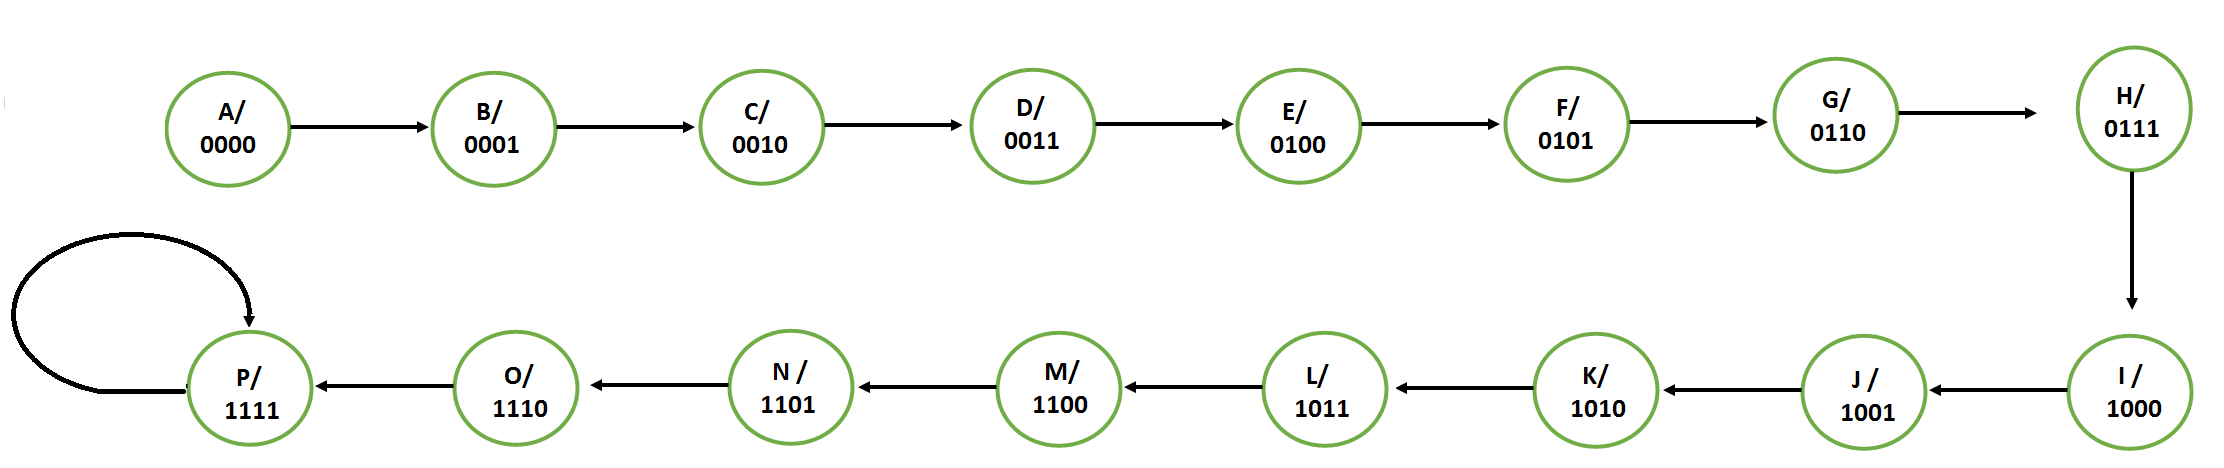 A/
0000
B/
0001
C/
0010
D/
0011
E/
0100
F/
0101
G/
0110
H/
0111
P/
1111
O/
1110
N /
1101
M/
1100
L/
1011
K/
1010
J /
1001
I /
1000